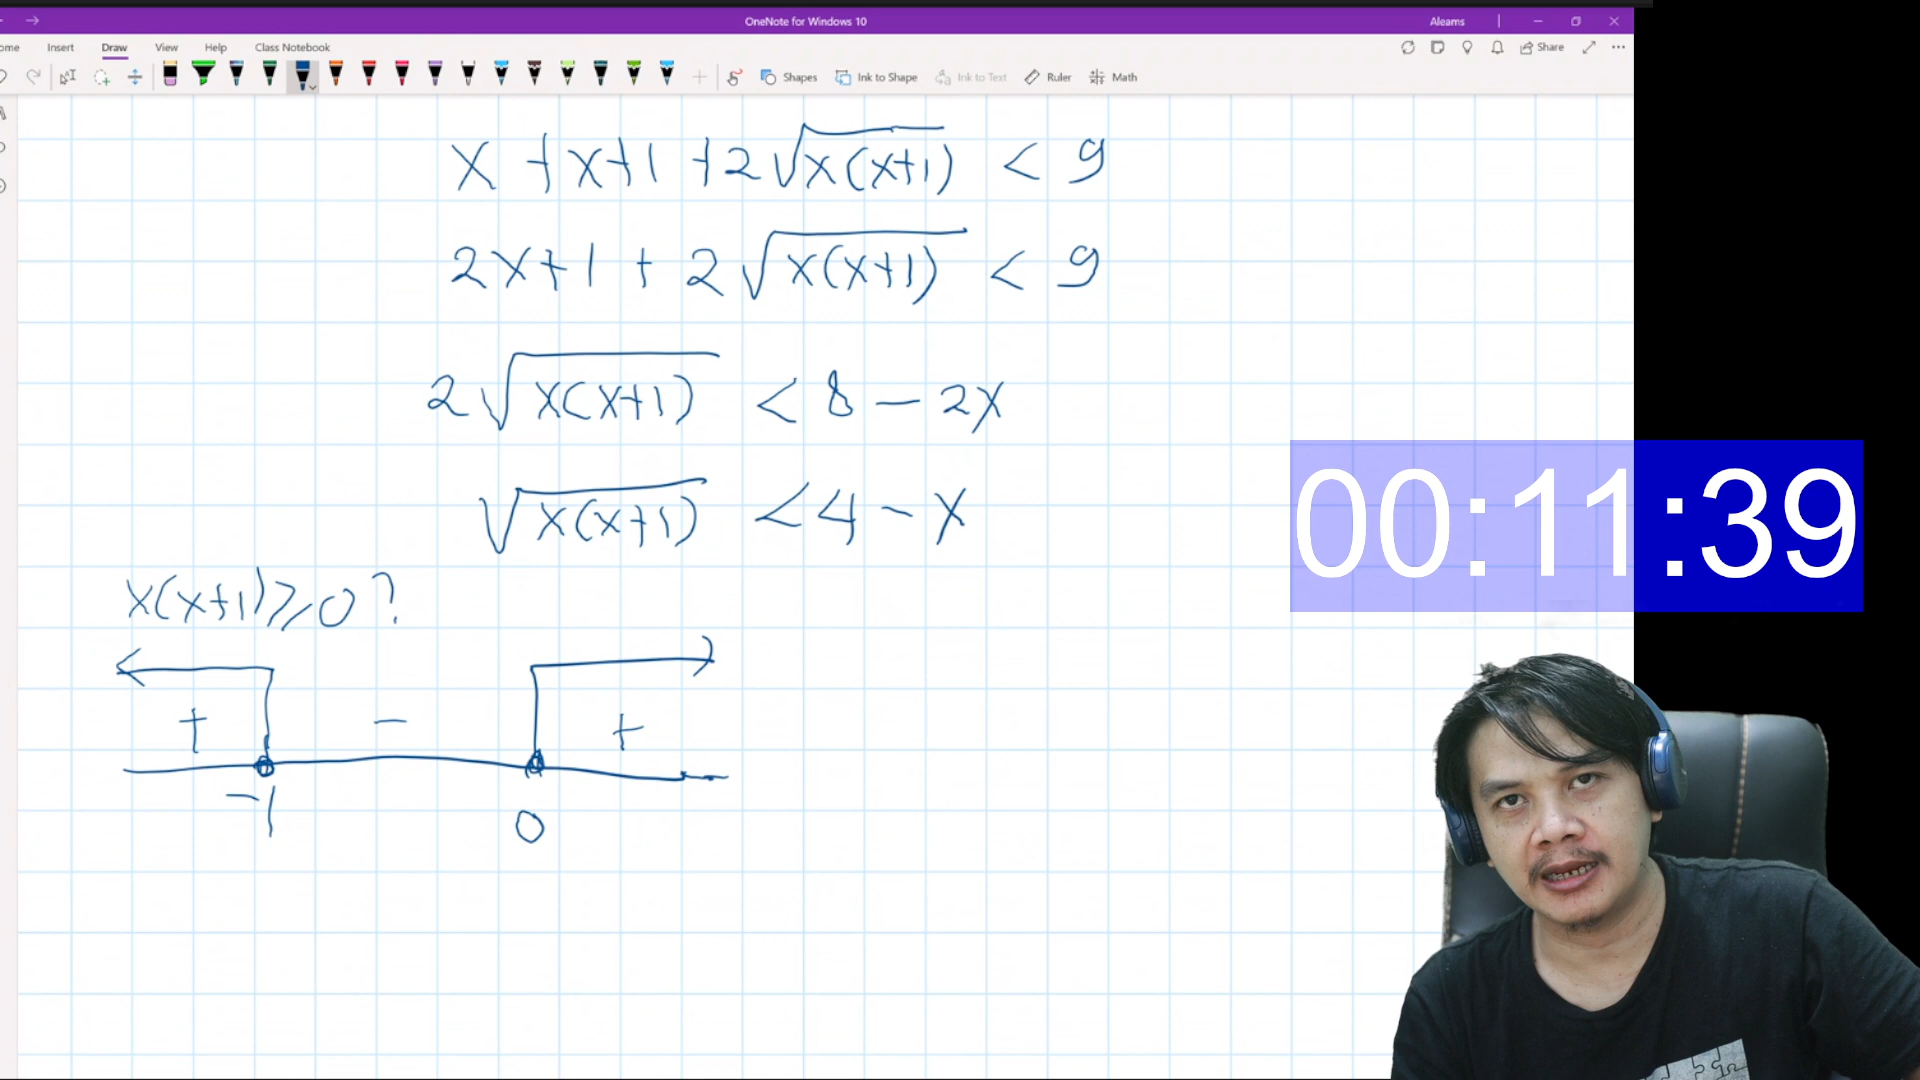 OneNote for Windows 10
Aleams
ome Insert Draw View Help Class Notebook
Share
Shapes Ink to Shape Ink to Text Ruler Math
x + x+1 + 2√x(x+1) < 9
2x+1 + 2√x(x+1) < 9
2√x(x+1) < 8 - 2x
√x(x+1) < 4 - x
00:11:39
x(x+1) ≥ 0 ?
+ - +
-1 0